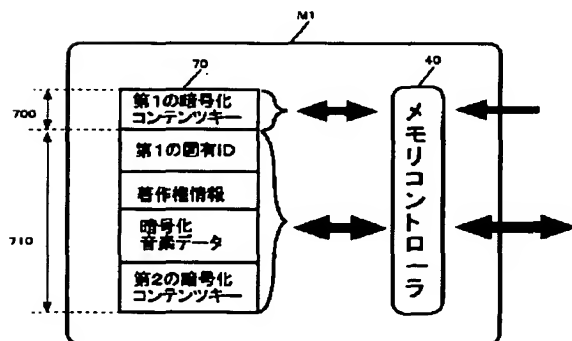 M1
70
40
700
第1の暗号化
コンテンツキー
710
第1の固有ID
著作権情報
暗号化
音楽データ
第2の暗号化
コンテンツキー
メモリコントローラ